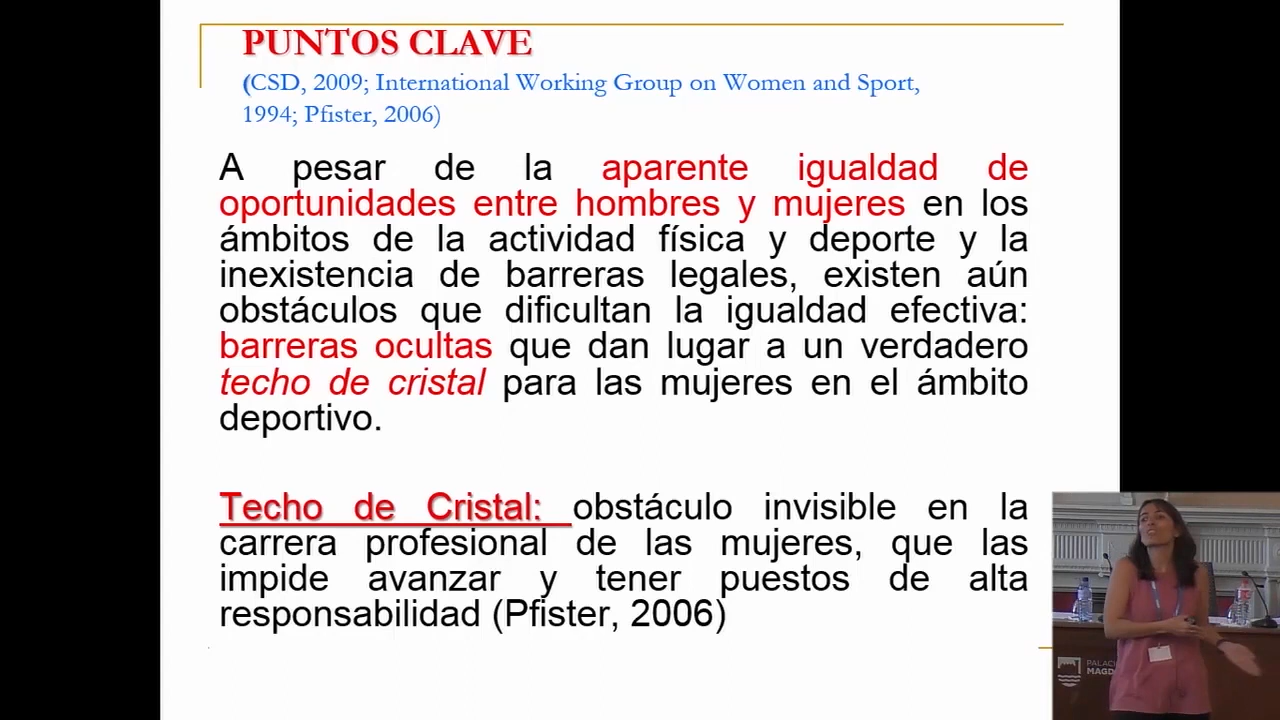 PUNTOS CLAVE
(CSD, 2009; International Working Group on Women and Sport,
1994; Pfister, 2006)
A pesar de la aparente igualdad de
oportunidades entre hombres y mujeres en los
ámbitos de la actividad física y deporte y la
inexistencia de barreras legales, existen aún
obstáculos que dificultan la igualdad efectiva:
barreras ocultas que dan lugar a un verdadero
techo de cristal para las mujeres en el ámbito
deportivo.
Techo de Cristal: obstáculo invisible en la
carrera profesional de las mujeres, que las
impide avanzar y tener puestos de alta
responsabilidad (Pfister, 2006)